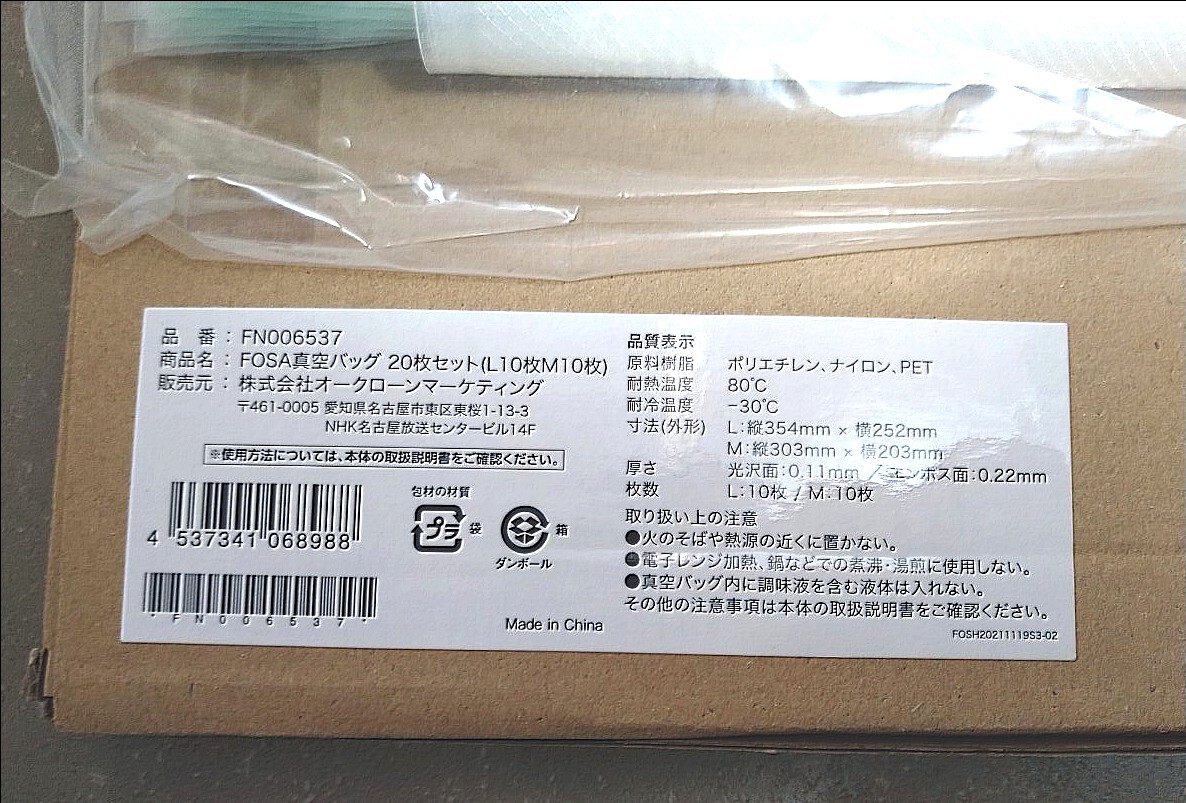 品　番 : FN006537
商品名 : FOSA真空バッグ 20枚セット(L10枚M10枚)
販売元 : 株式会社オークローンマーケティング
〒461-0005 愛知県名古屋市東区東桜1-13-3
NHK名古屋放送センタービル14F
※使用方法については、本体の取扱説明書をご確認ください。
4 537341 068988
包材の材質
プラ 袋
箱
ダンボール
*FN006537*
Made in China
品質表示
原料樹脂 ポリエチレン、ナイロン、PET
耐熱温度 80℃
耐冷温度 -30℃
寸法(外形) L:縦354mm × 横252mm
M:縦303mm × 横203mm
厚さ 光沢面:0.11mm / エンボス面:0.22mm
枚数 L:10枚 / M:10枚
取り扱い上の注意
●火のそばや熱源の近くに置かない。
●電子レンジ加熱、鍋などでの煮沸・湯煎に使用しない。
●真空バッグ内に調味液を含む液体は入れない。
その他の注意事項は本体の取扱説明書をご確認ください。
FOSH20211119S3-02